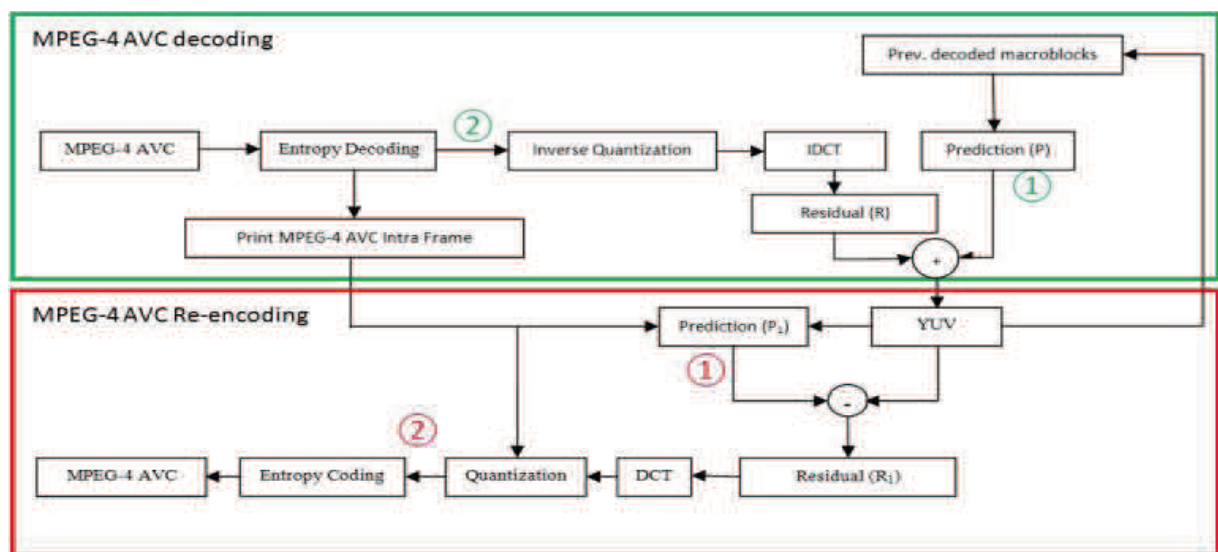 MPEG-4 AVC decoding
Prev. decoded macroblocks
②
MPEG-4 AVC
Entropy Decoding
Inverse Quantization
IDCT
Prediction (P)
①
Residual (R)
Print MPEG-4 AVC Intra Frame
+
MPEG-4 AVC Re-encoding
Prediction (P₁)
YUV
①
-
②
MPEG-4 AVC
Entropy Coding
Quantization
DCT
Residual (R₁)